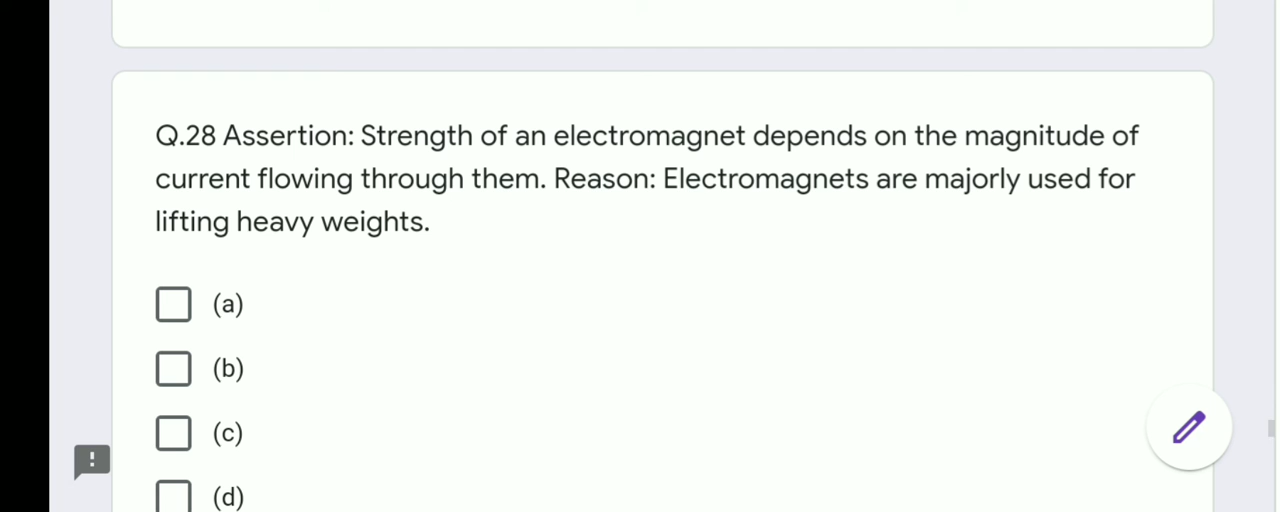 Q.28 Assertion: Strength of an electromagnet depends on the magnitude of
current flowing through them. Reason: Electromagnets are majorly used for
lifting heavy weights.
(a)
(b)
(c)
(d)